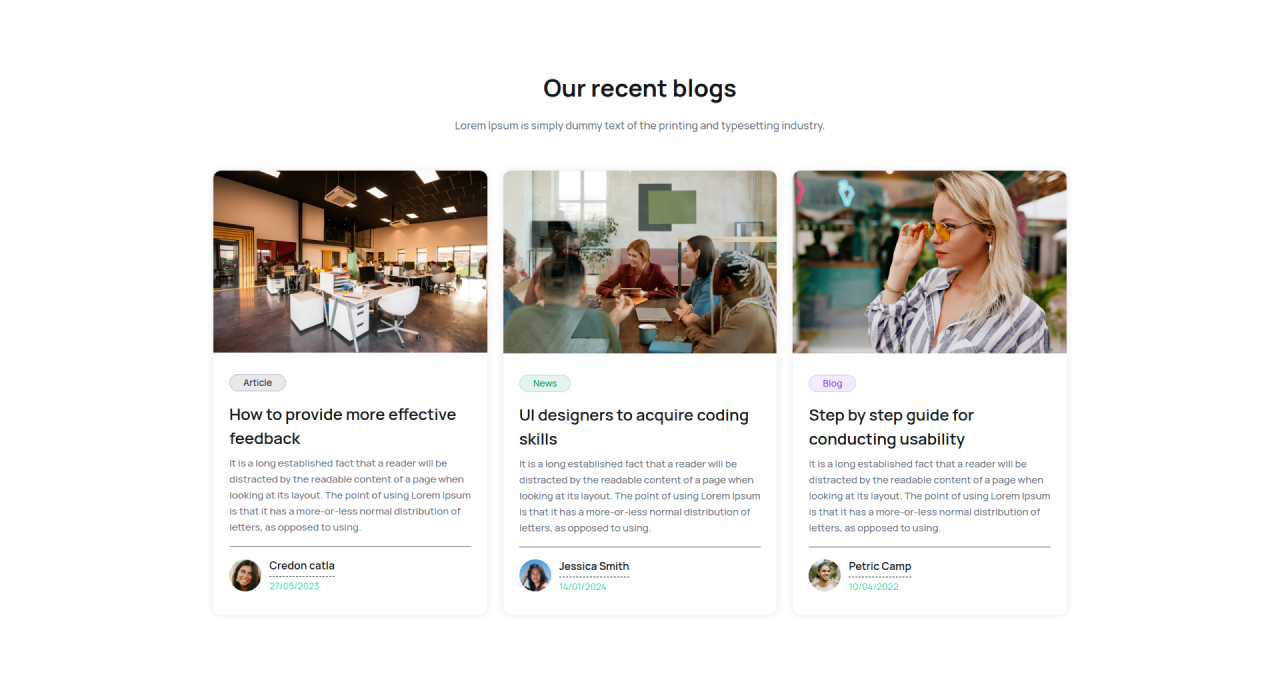 Our recent blogs
Lorem Ipsum is simply dummy text of the printing and typesetting industry.
Article
How to provide more effective
feedback
It is a long established fact that a reader will be
distracted by the readable content of a page when
looking at its layout. The point of using Lorem Ipsum
is that it has a more-or-less normal distribution of
letters, as opposed to using.
Credon catla
27/05/2023
News
UI designers to acquire coding
skills
It is a long established fact that a reader will be
distracted by the readable content of a page when
looking at its layout. The point of using Lorem Ipsum
is that it has a more-or-less normal distribution of
letters, as opposed to using.
Jessica Smith
14/01/2024
Blog
Step by step guide for
conducting usability
It is a long established fact that a reader will be
distracted by the readable content of a page when
looking at its layout. The point of using Lorem Ipsum
is that it has a more-or-less normal distribution of
letters, as opposed to using.
Petric Camp
10/04/2022